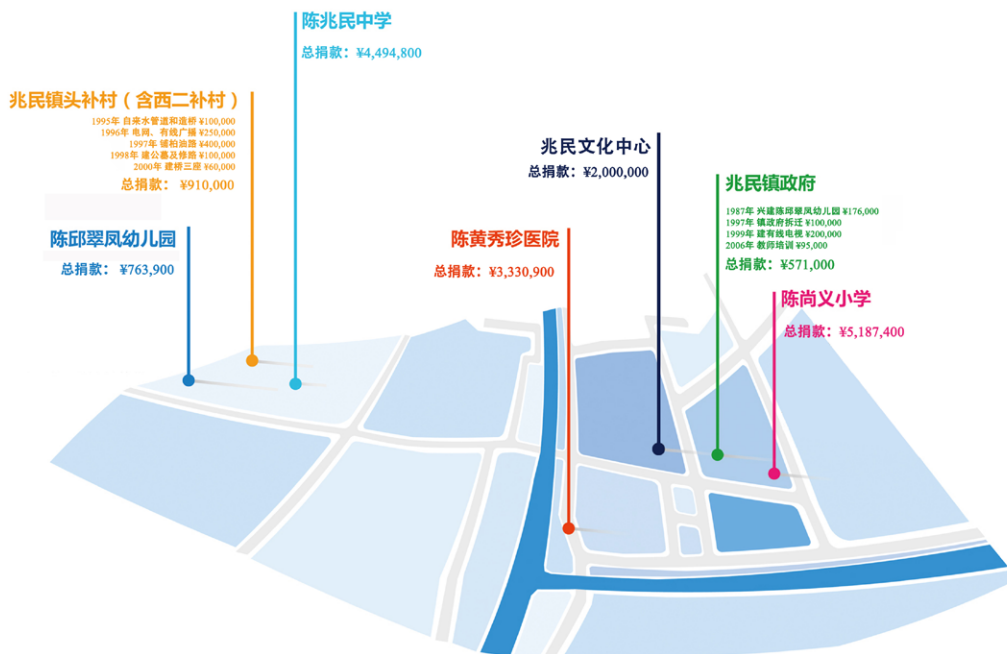 陈兆民中学
总捐款：¥4,494,800
兆民镇头补村（含西二补村）
1995年 自来水管道和造桥 ¥100,000
1996年 电网、有线广播 ¥250,000
1997年 铺柏油路 ¥400,000
1998年 建公墓及修路 ¥100,000
2000年 建桥三座 ¥60,000
总捐款： ¥910,000
陈邱翠凤幼儿园
总捐款： ¥763,900
陈黄秀珍医院
总捐款：¥3,330,900
兆民文化中心
总捐款：¥2,000,000
兆民镇政府
1987年 兴建陈邱翠凤幼儿园 ¥176,000
1997年 镇政府拆迁 ¥100,000
1999年 建有线电视 ¥200,000
2006年 教师培训 ¥95,000
总捐款：¥571,000
陈尚义小学
总捐款：¥5,187,400